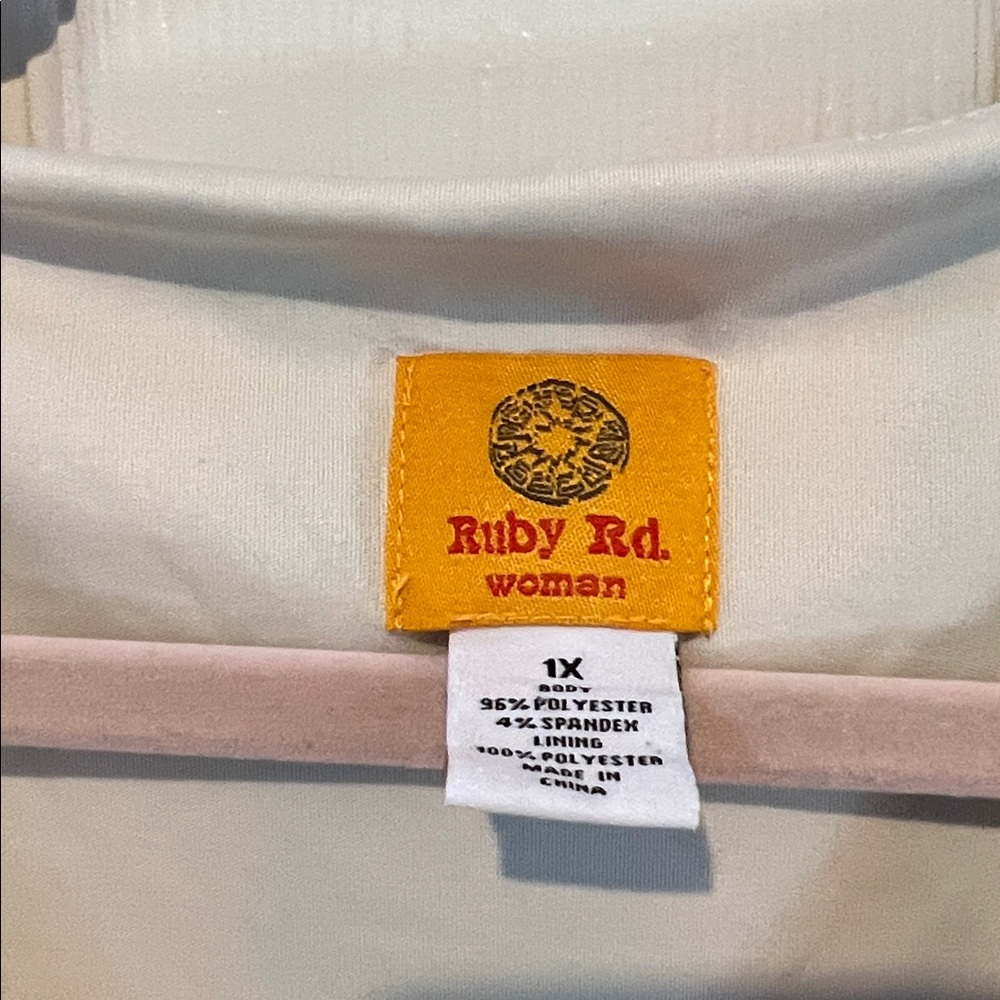 Ruby Rd.
woman
1X
BODY
96% POLYESTER
4% SPANDEX
LINING
100% POLYESTER
MADE IN
CHINA